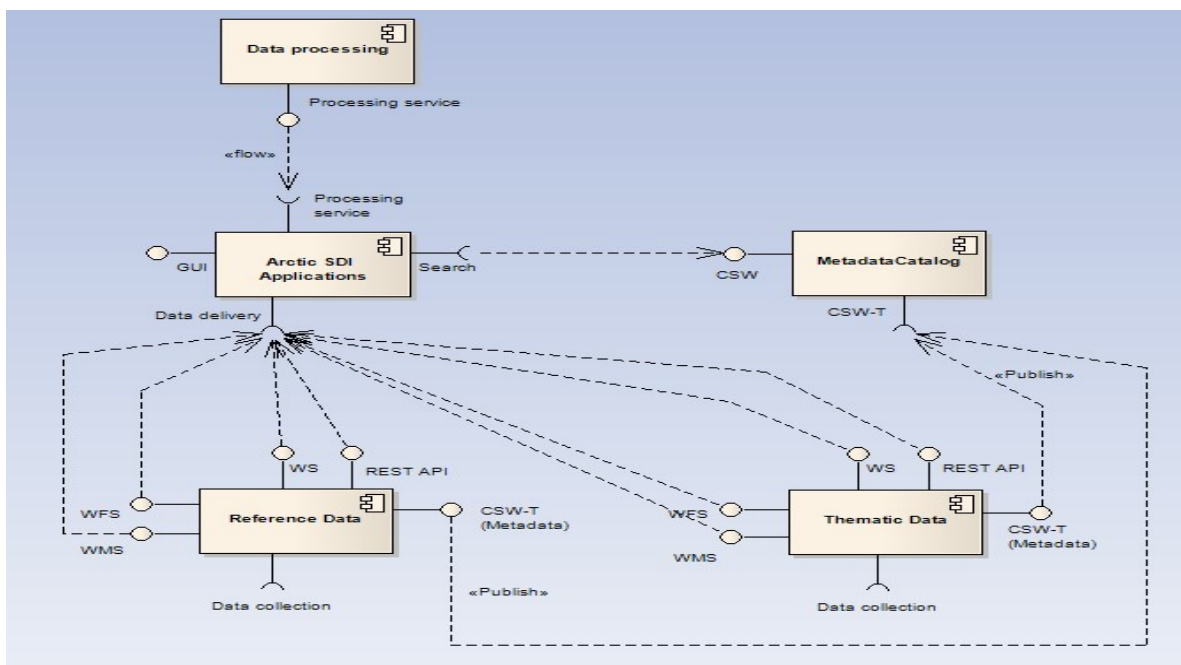 Data processing
Processing service
«flow»
Processing
service
GUI
Arctic SDI
Applications
Search
CSW
MetadataCatalog
Data delivery
CSW-T
«Publish»
WS
REST API
WS
REST API
WFS
Reference Data
CSW-T
(Metadata)
WMS
WFS
Thematic Data
CSW-T
(Metadata)
WMS
«Publish»
Data collection
Data collection